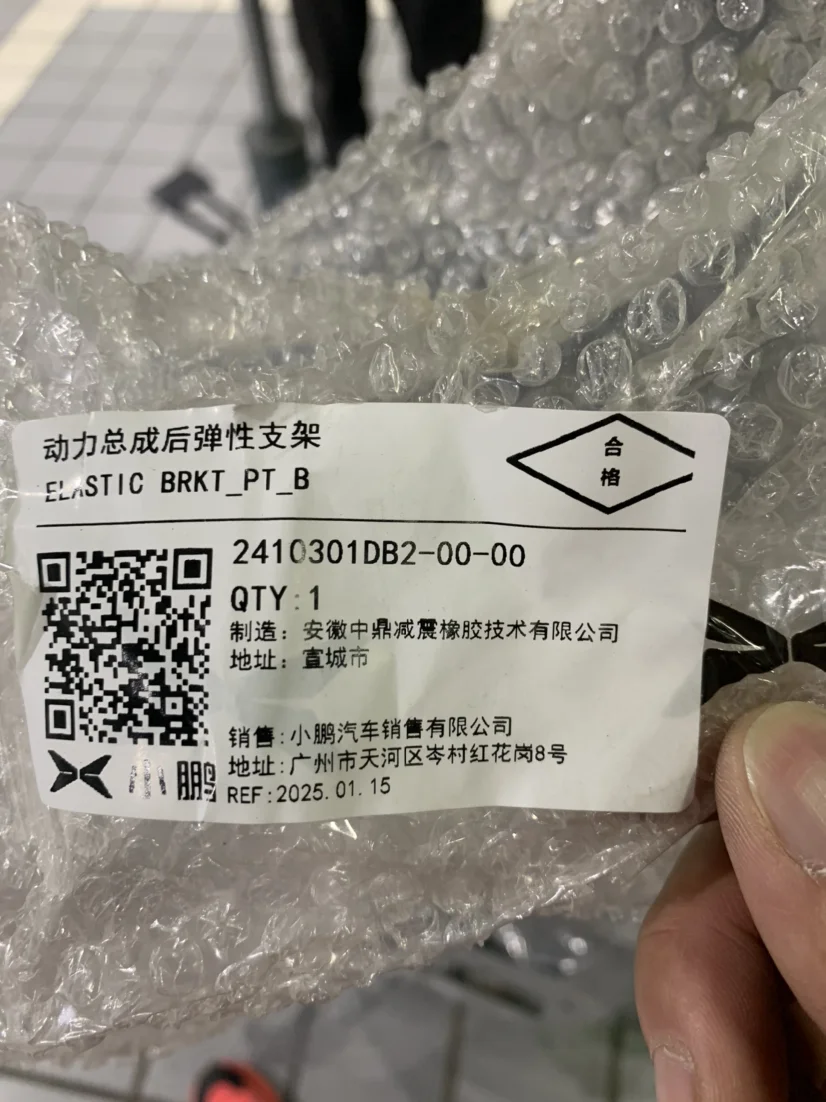 动力总成后弹性支架
ELASTIC BRKT_PT_B
合
格
2410301DB2-00-00
QTY:1
制造：安徽中鼎减震橡胶技术有限公司
地址：宣城市
销售:小鹏汽车销售有限公司
地址:广州市天河区岑村红花岗8号
小鹏
REF:2025.01.15